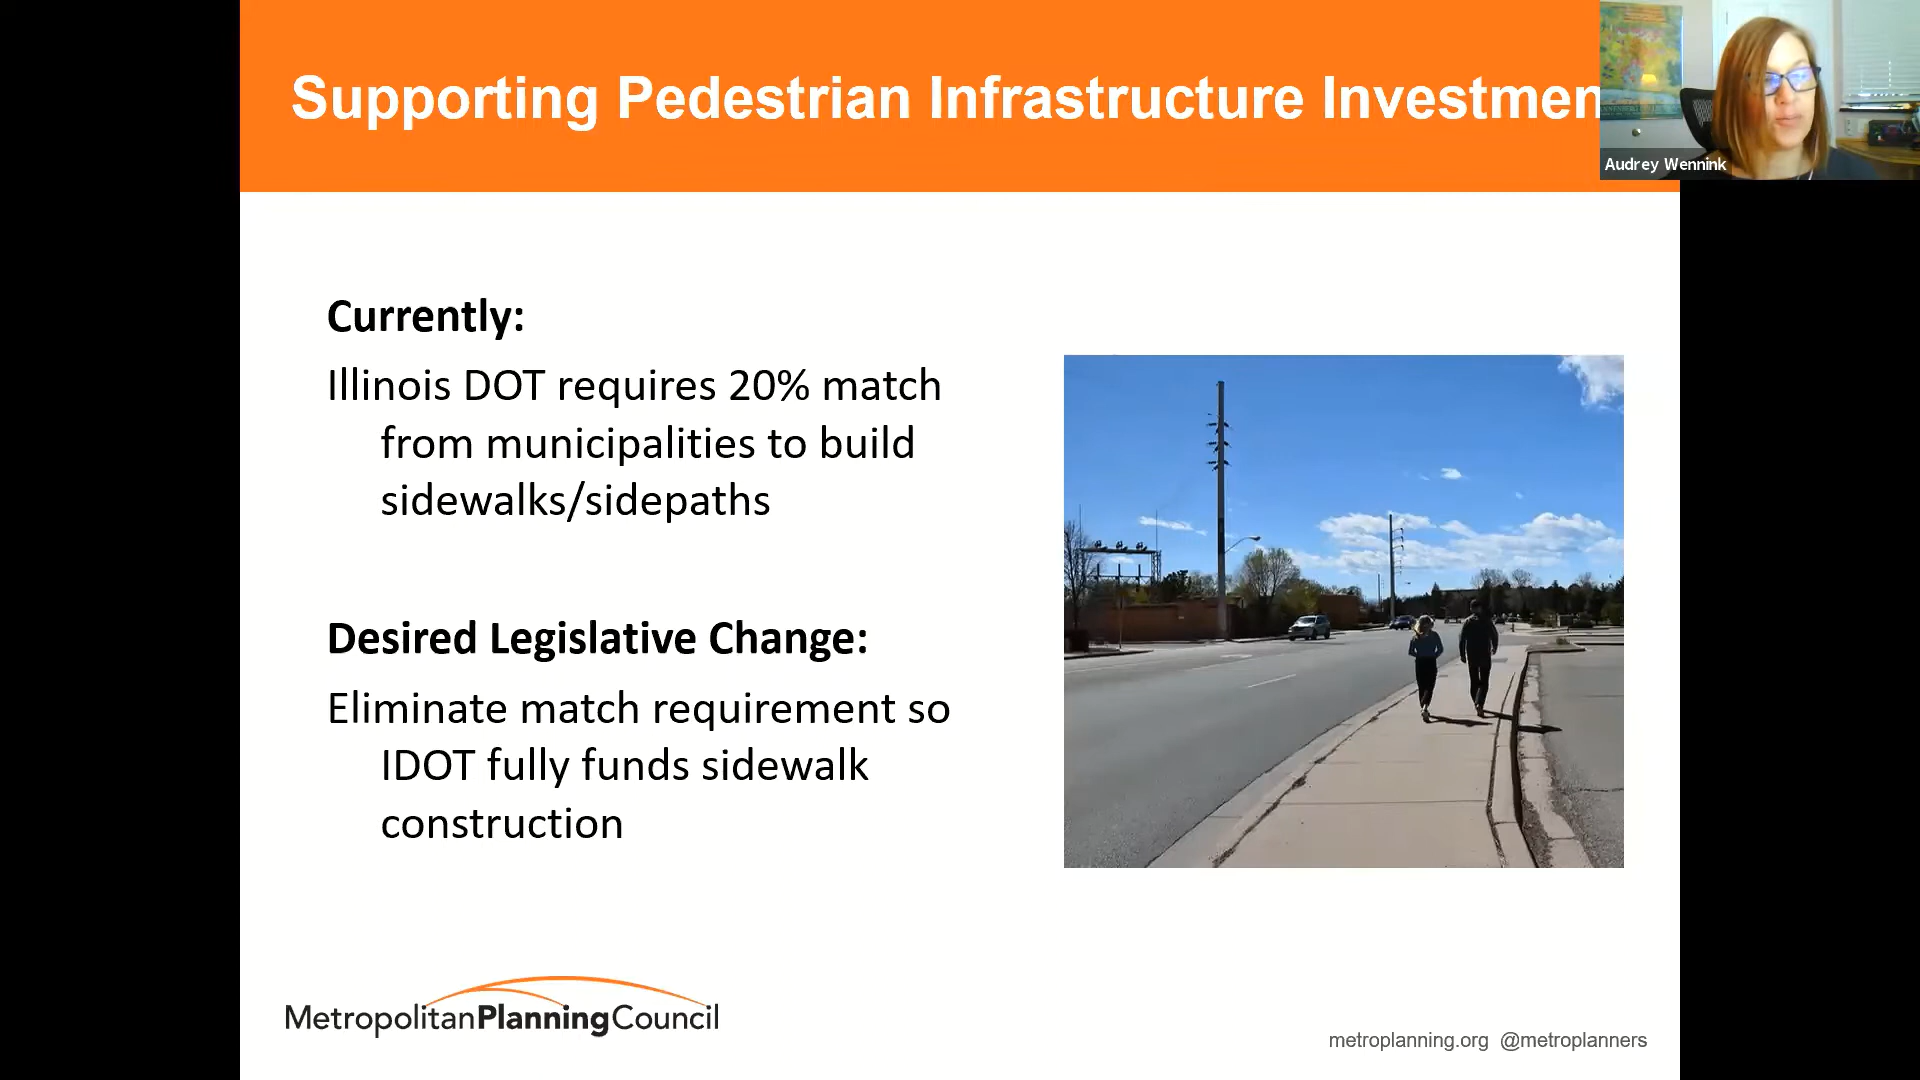 Supporting Pedestrian Infrastructure Investmen
Audrey Wennink
Currently:
Illinois DOT requires 20% match
from municipalities to build
sidewalks/sidepaths
Desired Legislative Change:
Eliminate match requirement so
IDOT fully funds sidewalk
construction
MetropolitanPlanningCouncil
metroplanning.org @metroplanners